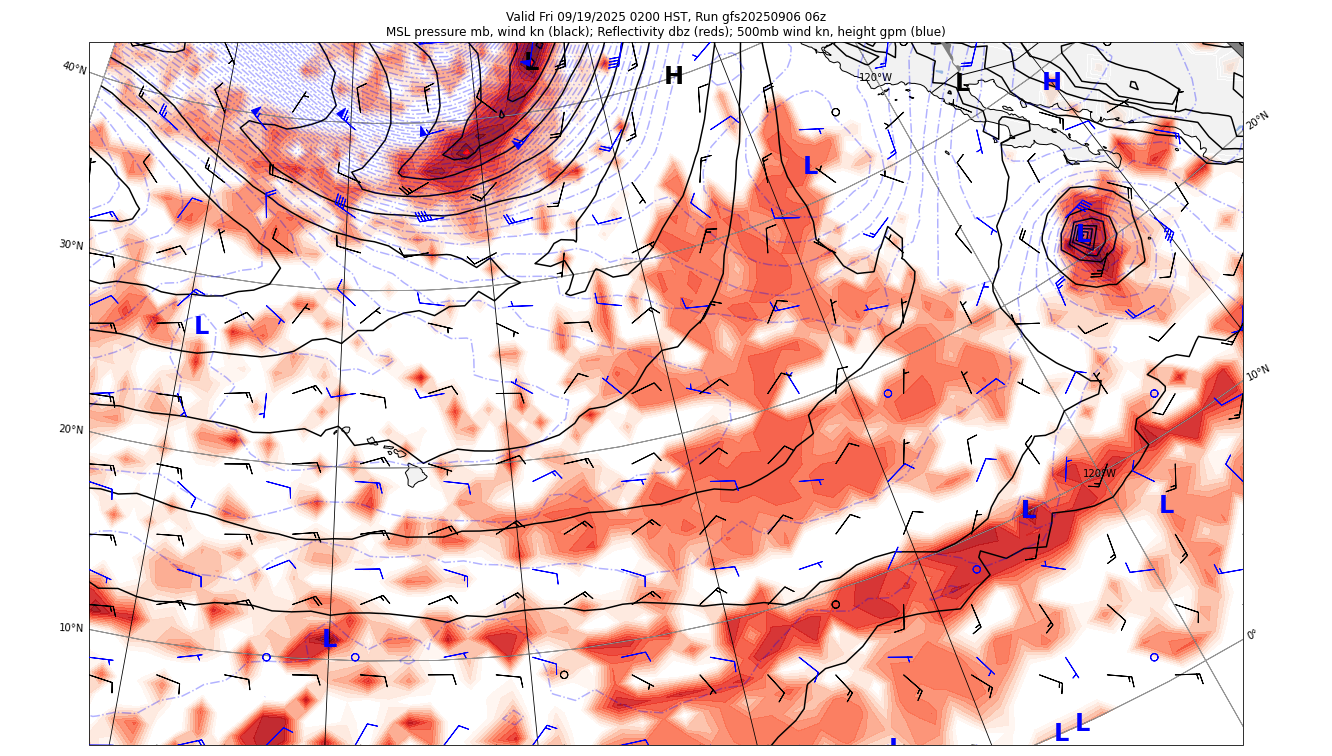 Valid Fri 09/19/2025 0200 HST, Run gfs20250906 06z
MSL pressure mb, wind kn (black); Reflectivity dbz (reds); 500mb wind kn, height gpm (blue)
L
H
40°N
120°W
L
H
20°N
L
L
30°N
L
10°N
20°N
120°W
L
L
10°N
L
0°
L
L
L